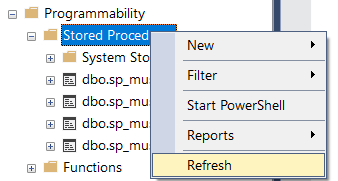 Programmability
Stored Proced
System Sto
dbo.sp_mu
dbo.sp_mu
dbo.sp_mu
dbo.sp_mu
Functions
New
Filter
Start PowerShell
Reports
Refresh